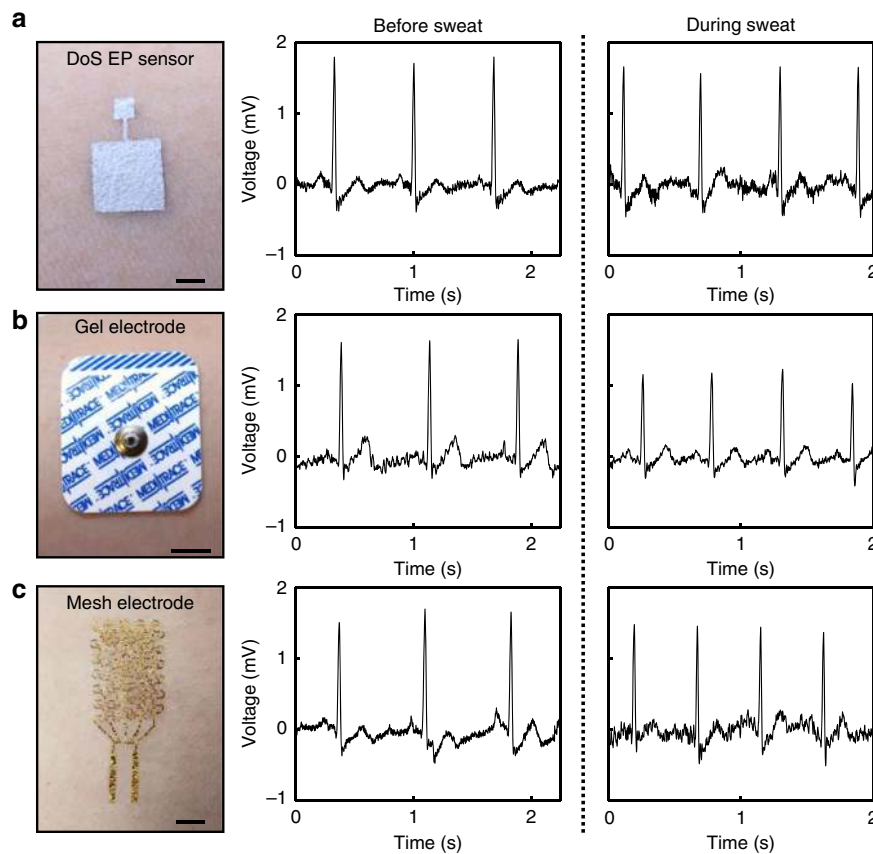 a
DoS EP sensor
Before sweat
During sweat
Voltage (mV)
2
1
0
–1
0 1 2
Time (s)
0 1 2
Time (s)
b
Gel electrode
MEDITRACE
Voltage (mV)
2
1
0
–1
0 1 2
Time (s)
0 1 2
Time (s)
c
Mesh electrode
Voltage (mV)
2
1
0
–1
0 1 2
Time (s)
0 1 2
Time (s)